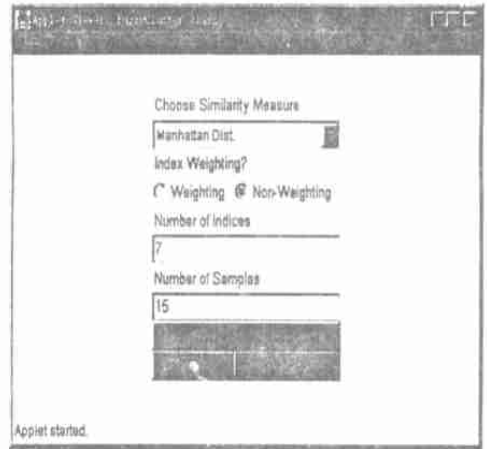 Choose Similarity Measure
Manhattan Dist.
Index Weighting?
Weighting Non-Weighting
Number of Indices
7
Number of Samples
15
Applet started.